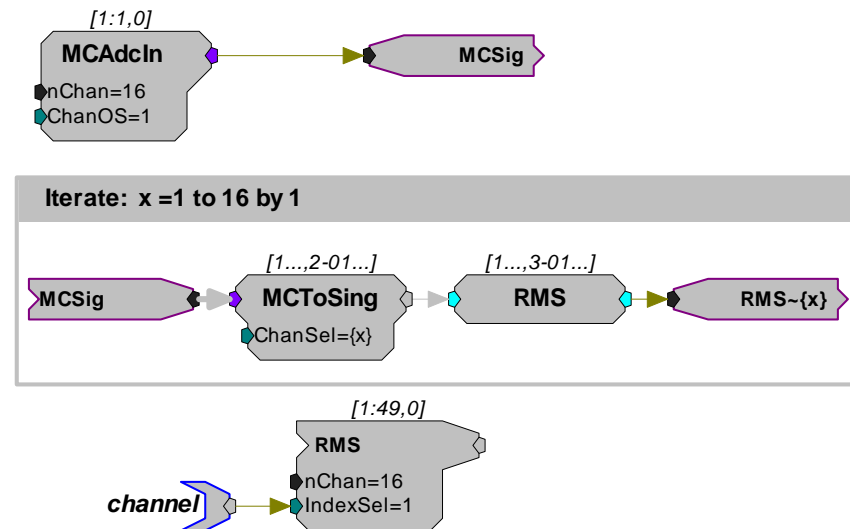 [1:1,0]
MCAdcIn
MCSig
nChan=16
ChanOS=1
Iterate: x =1 to 16 by 1
[1...,2-01...]
[1...,3-01...]
MCSig
MCToSing
RMS
RMS~{x}
ChanSel={x}
[1:49,0]
RMS
nChan=16
channel
IndexSel=1